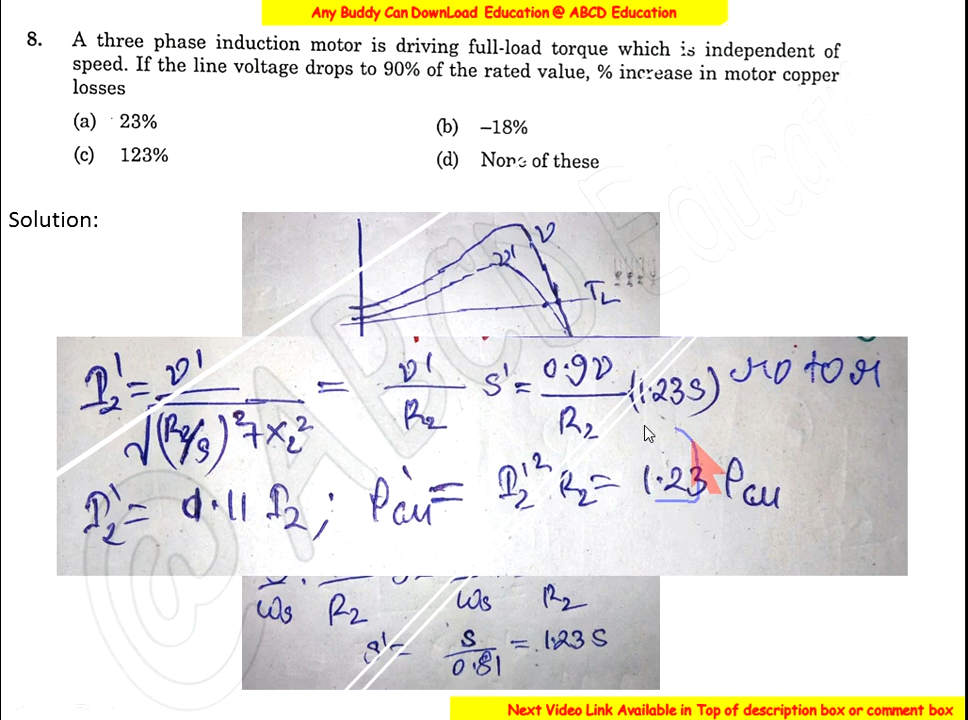 Any Buddy Can DownLoad Education @ ABCD Education
8. A three phase induction motor is driving full-load torque which is independent of
speed. If the line voltage drops to 90% of the rated value, % increase in motor copper
losses
(a) 23%
(b) –18%
(c) 123%
(d) None of these
Solution:
V
V'
TL
I2' = V' / √(R2/s)² + X2² = V' / R2 s' = 0.9V / R2 (1.23s) rotor
I2' = 1.11 I2 ; Pcu' = I2'² R2 = 1.23 Pcu
ωs R2 ωs R2
s' = s / 0.81 = 1.23 s
@ABCD Education
Next Video Link Available in Top of description box or comment box